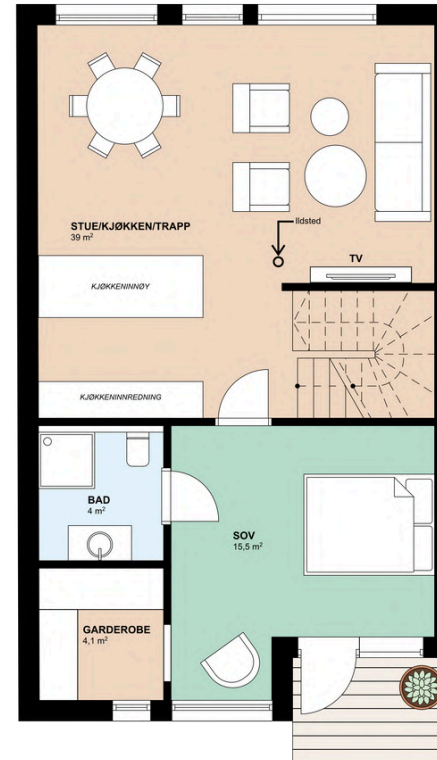 STUE/KJØKKEN/TRAPP
39 m²
Ildsted
TV
KJØKKENINNØY
KJØKKENINNREDNING
BAD
4 m²
SOV
15,5 m²
GARDEROBE
4,1 m²